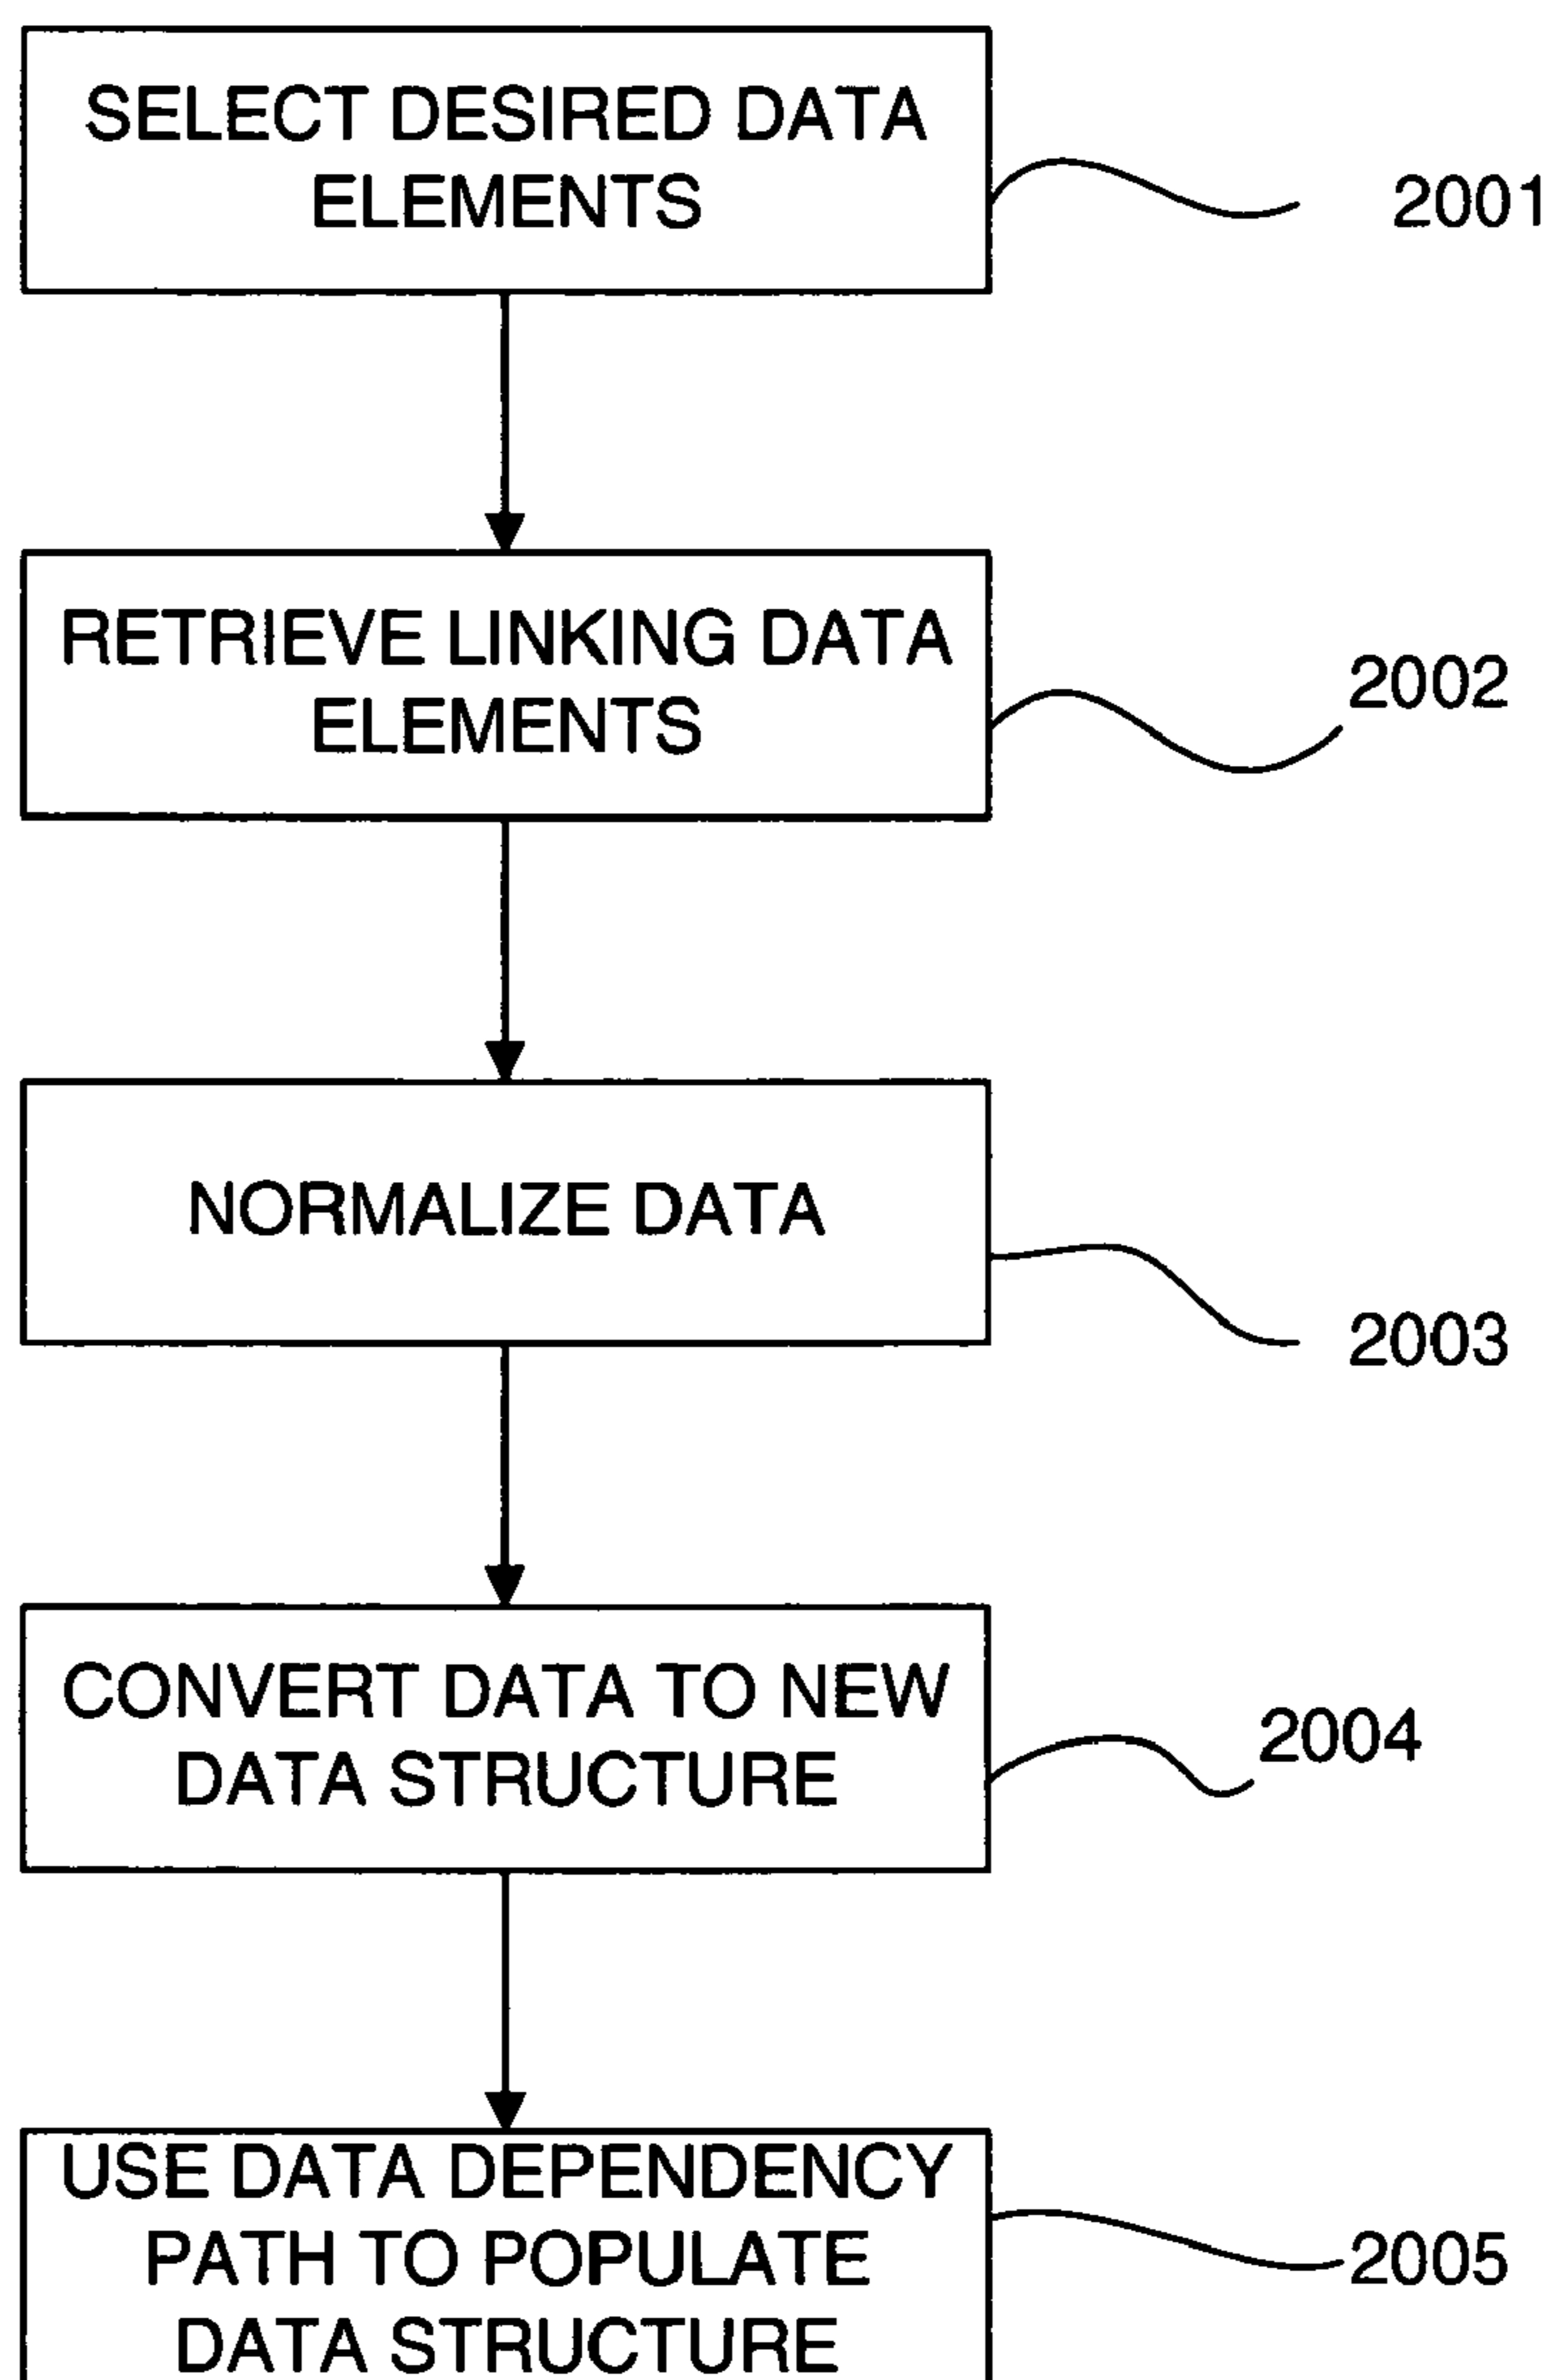 SELECT DESIRED DATA
ELEMENTS
2001
RETRIEVE LINKING DATA
ELEMENTS
2002
NORMALIZE DATA
2003
CONVERT DATA TO NEW
DATA STRUCTURE
2004
USE DATA DEPENDENCY
PATH TO POPULATE
DATA STRUCTURE
2005